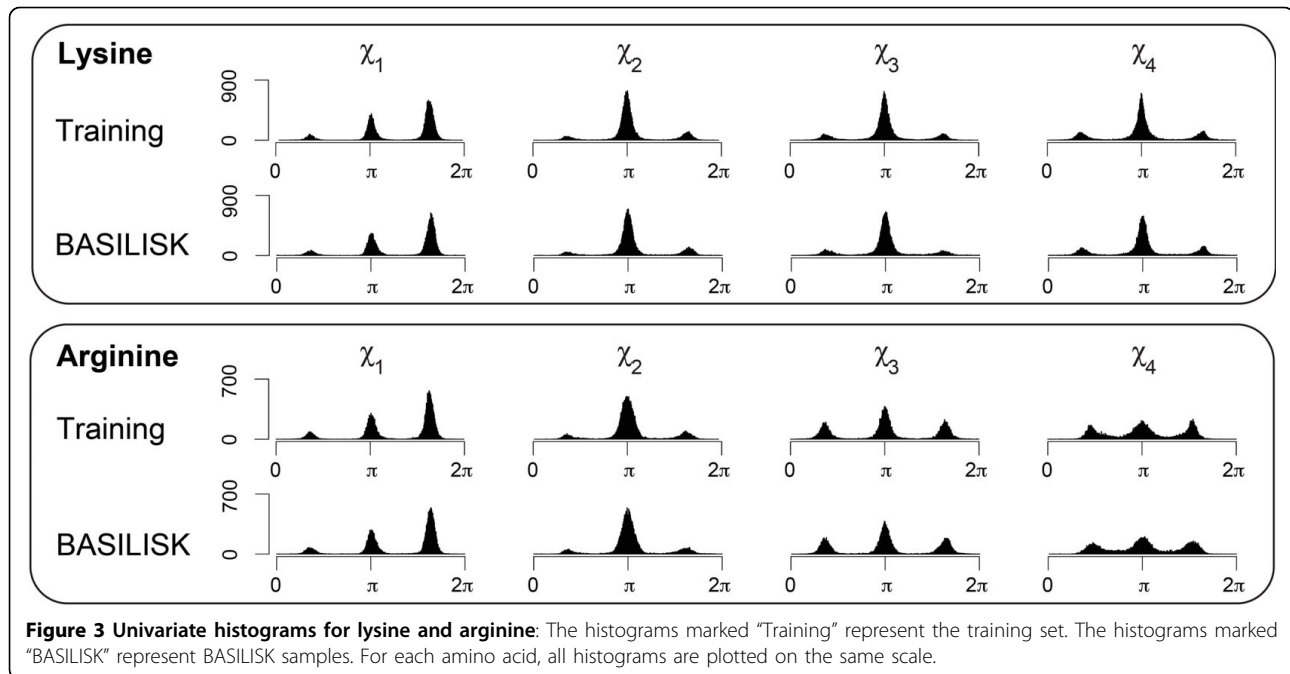 Lysine χ1 χ2 χ3 χ4
Training 900 0
0 π 2π 0 π 2π 0 π 2π 0 π 2π
BASILISK 900 0
0 π 2π 0 π 2π 0 π 2π 0 π 2π
Arginine χ1 χ2 χ3 χ4
Training 700 0
0 π 2π 0 π 2π 0 π 2π 0 π 2π
BASILISK 700 0
0 π 2π 0 π 2π 0 π 2π 0 π 2π
Figure 3 Univariate histograms for lysine and arginine: The histograms marked “Training” represent the training set. The histograms marked
“BASILISK” represent BASILISK samples. For each amino acid, all histograms are plotted on the same scale.